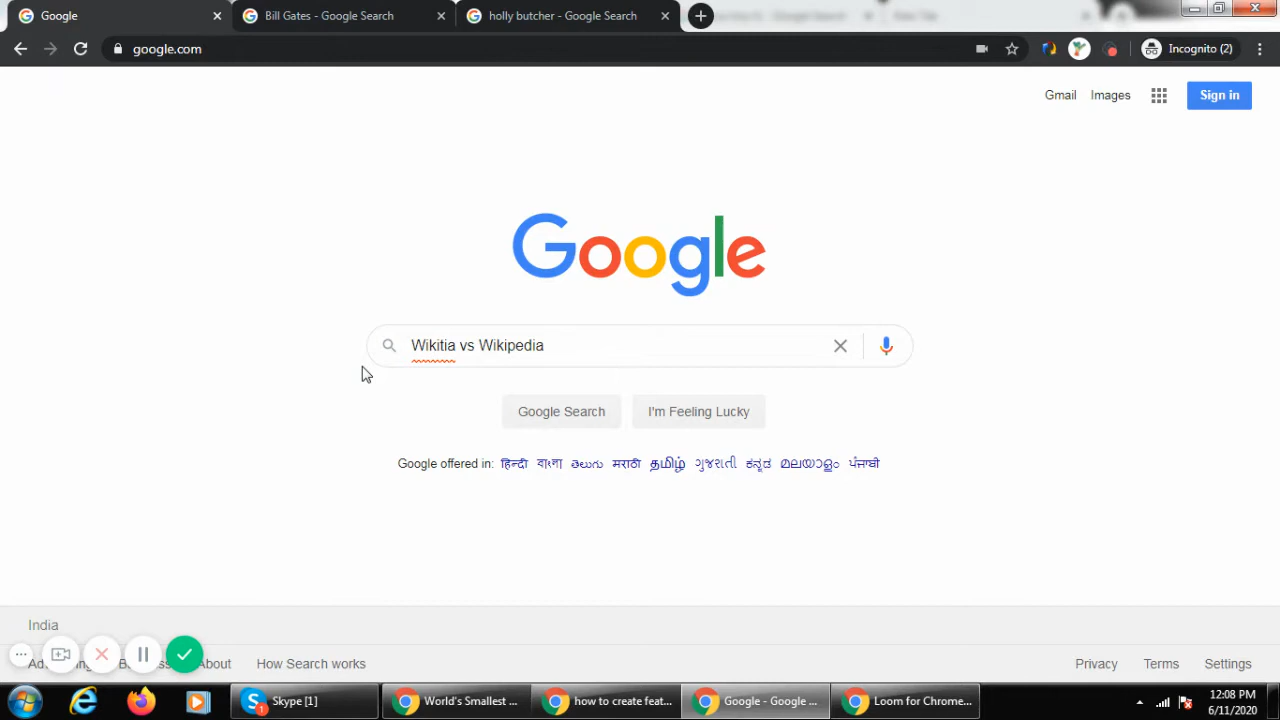 Google
Bill Gates - Google Search
holly butcher - Google Search
google.com
Incognito (2)
Gmail
Images
Sign in
Google
Wikitia vs Wikipedia
Google Search
I'm Feeling Lucky
Google offered in: हिन्दी বাংলা తెలుగు मराठी தமிழ் ગુજરાતી ಕನ್ನಡ മലയാളം ਪੰਜਾਬੀ
India
About
How Search works
Privacy
Terms
Settings
Skype [1]
World's Smallest ...
how to create feat...
Google - Google ...
Loom for Chrome...
12:08 PM
6/11/2020